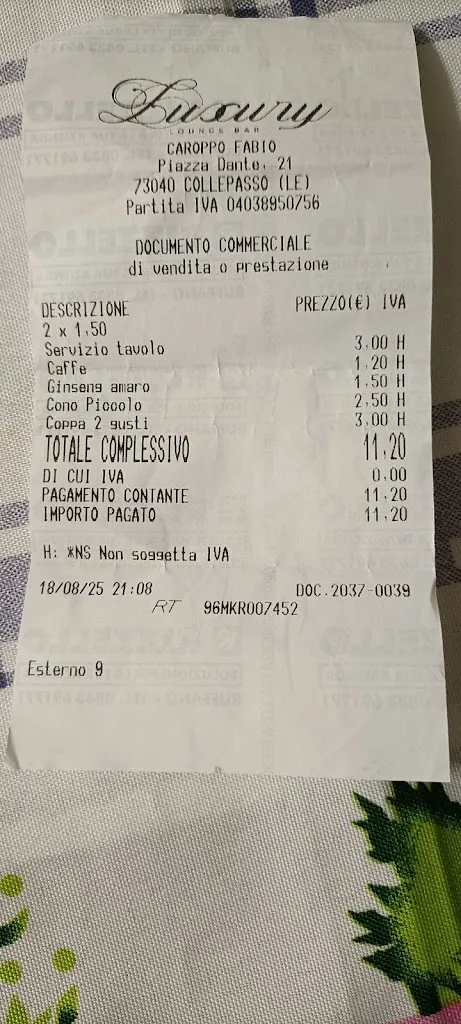 Luxury
LOUNGE BAR
CAROPPO FABIO
Piazza Dante, 21
73040 COLLEPASSO (LE)
Partita IVA 04038950756
DOCUMENTO COMMERCIALE
di vendita o prestazione
DESCRIZIONE PREZZO(€) IVA
2 x 1,50
Servizio tavolo 3,00 H
Caffe 1,20 H
Ginseng amaro 1,50 H
Cono Piccolo 2,50 H
Coppa 2 gusti 3,00 H
TOTALE COMPLESSIVO 11,20
DI CUI IVA 0,00
PAGAMENTO CONTANTE 11,20
IMPORTO PAGATO 11,20
H: *NS Non soggetta IVA
18/08/25 21:08 DOC.2037-0039
RT 96MKR007452
Esterno 9